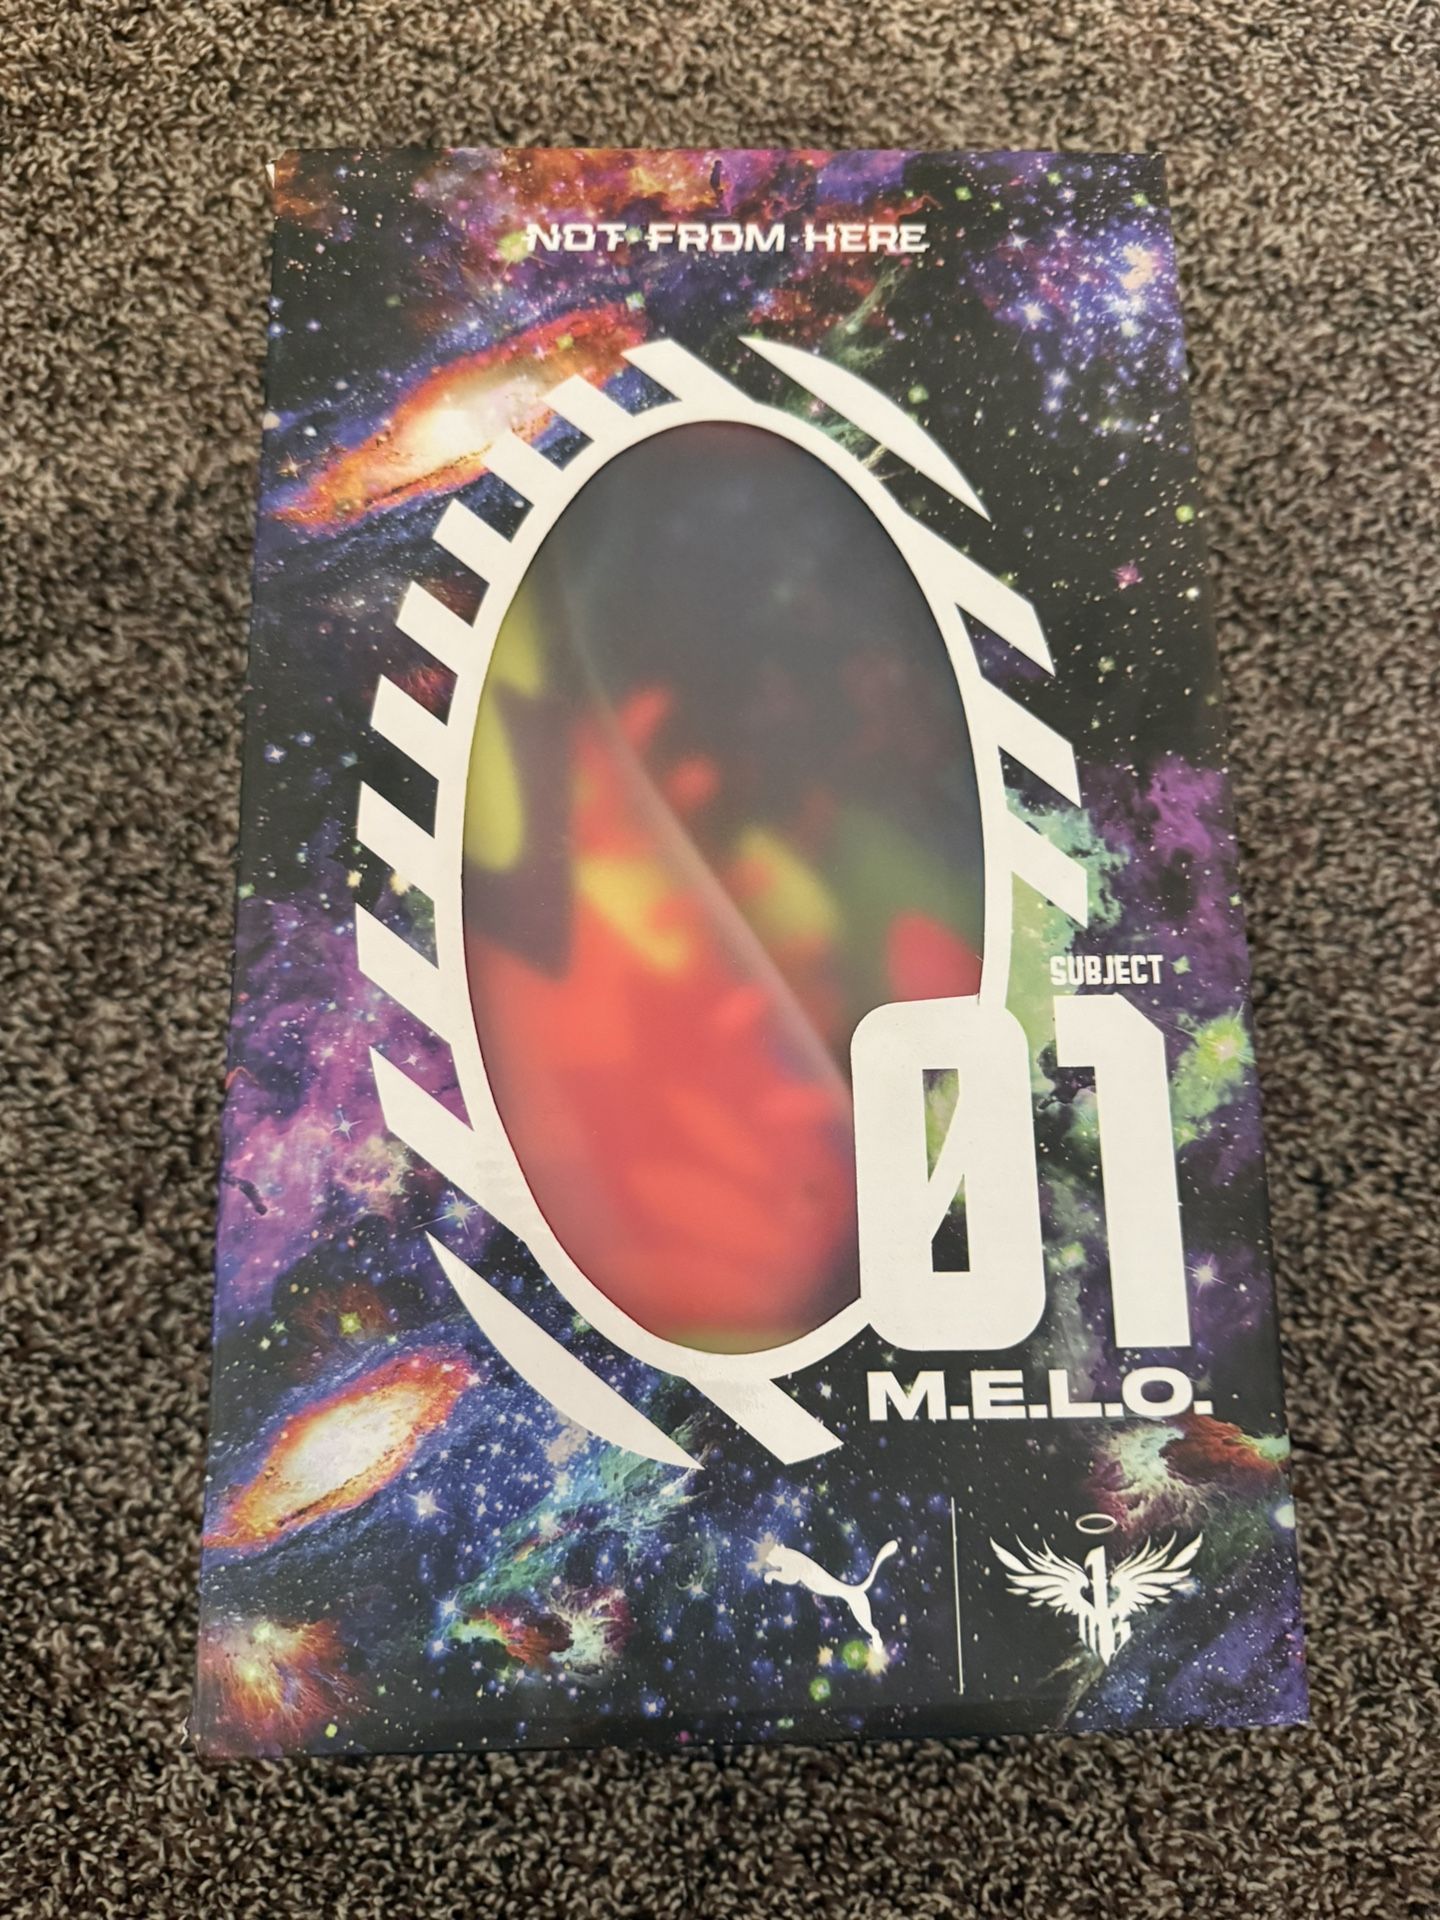 NOT FROM HERE
SUBJECT
01
M.E.L.O.